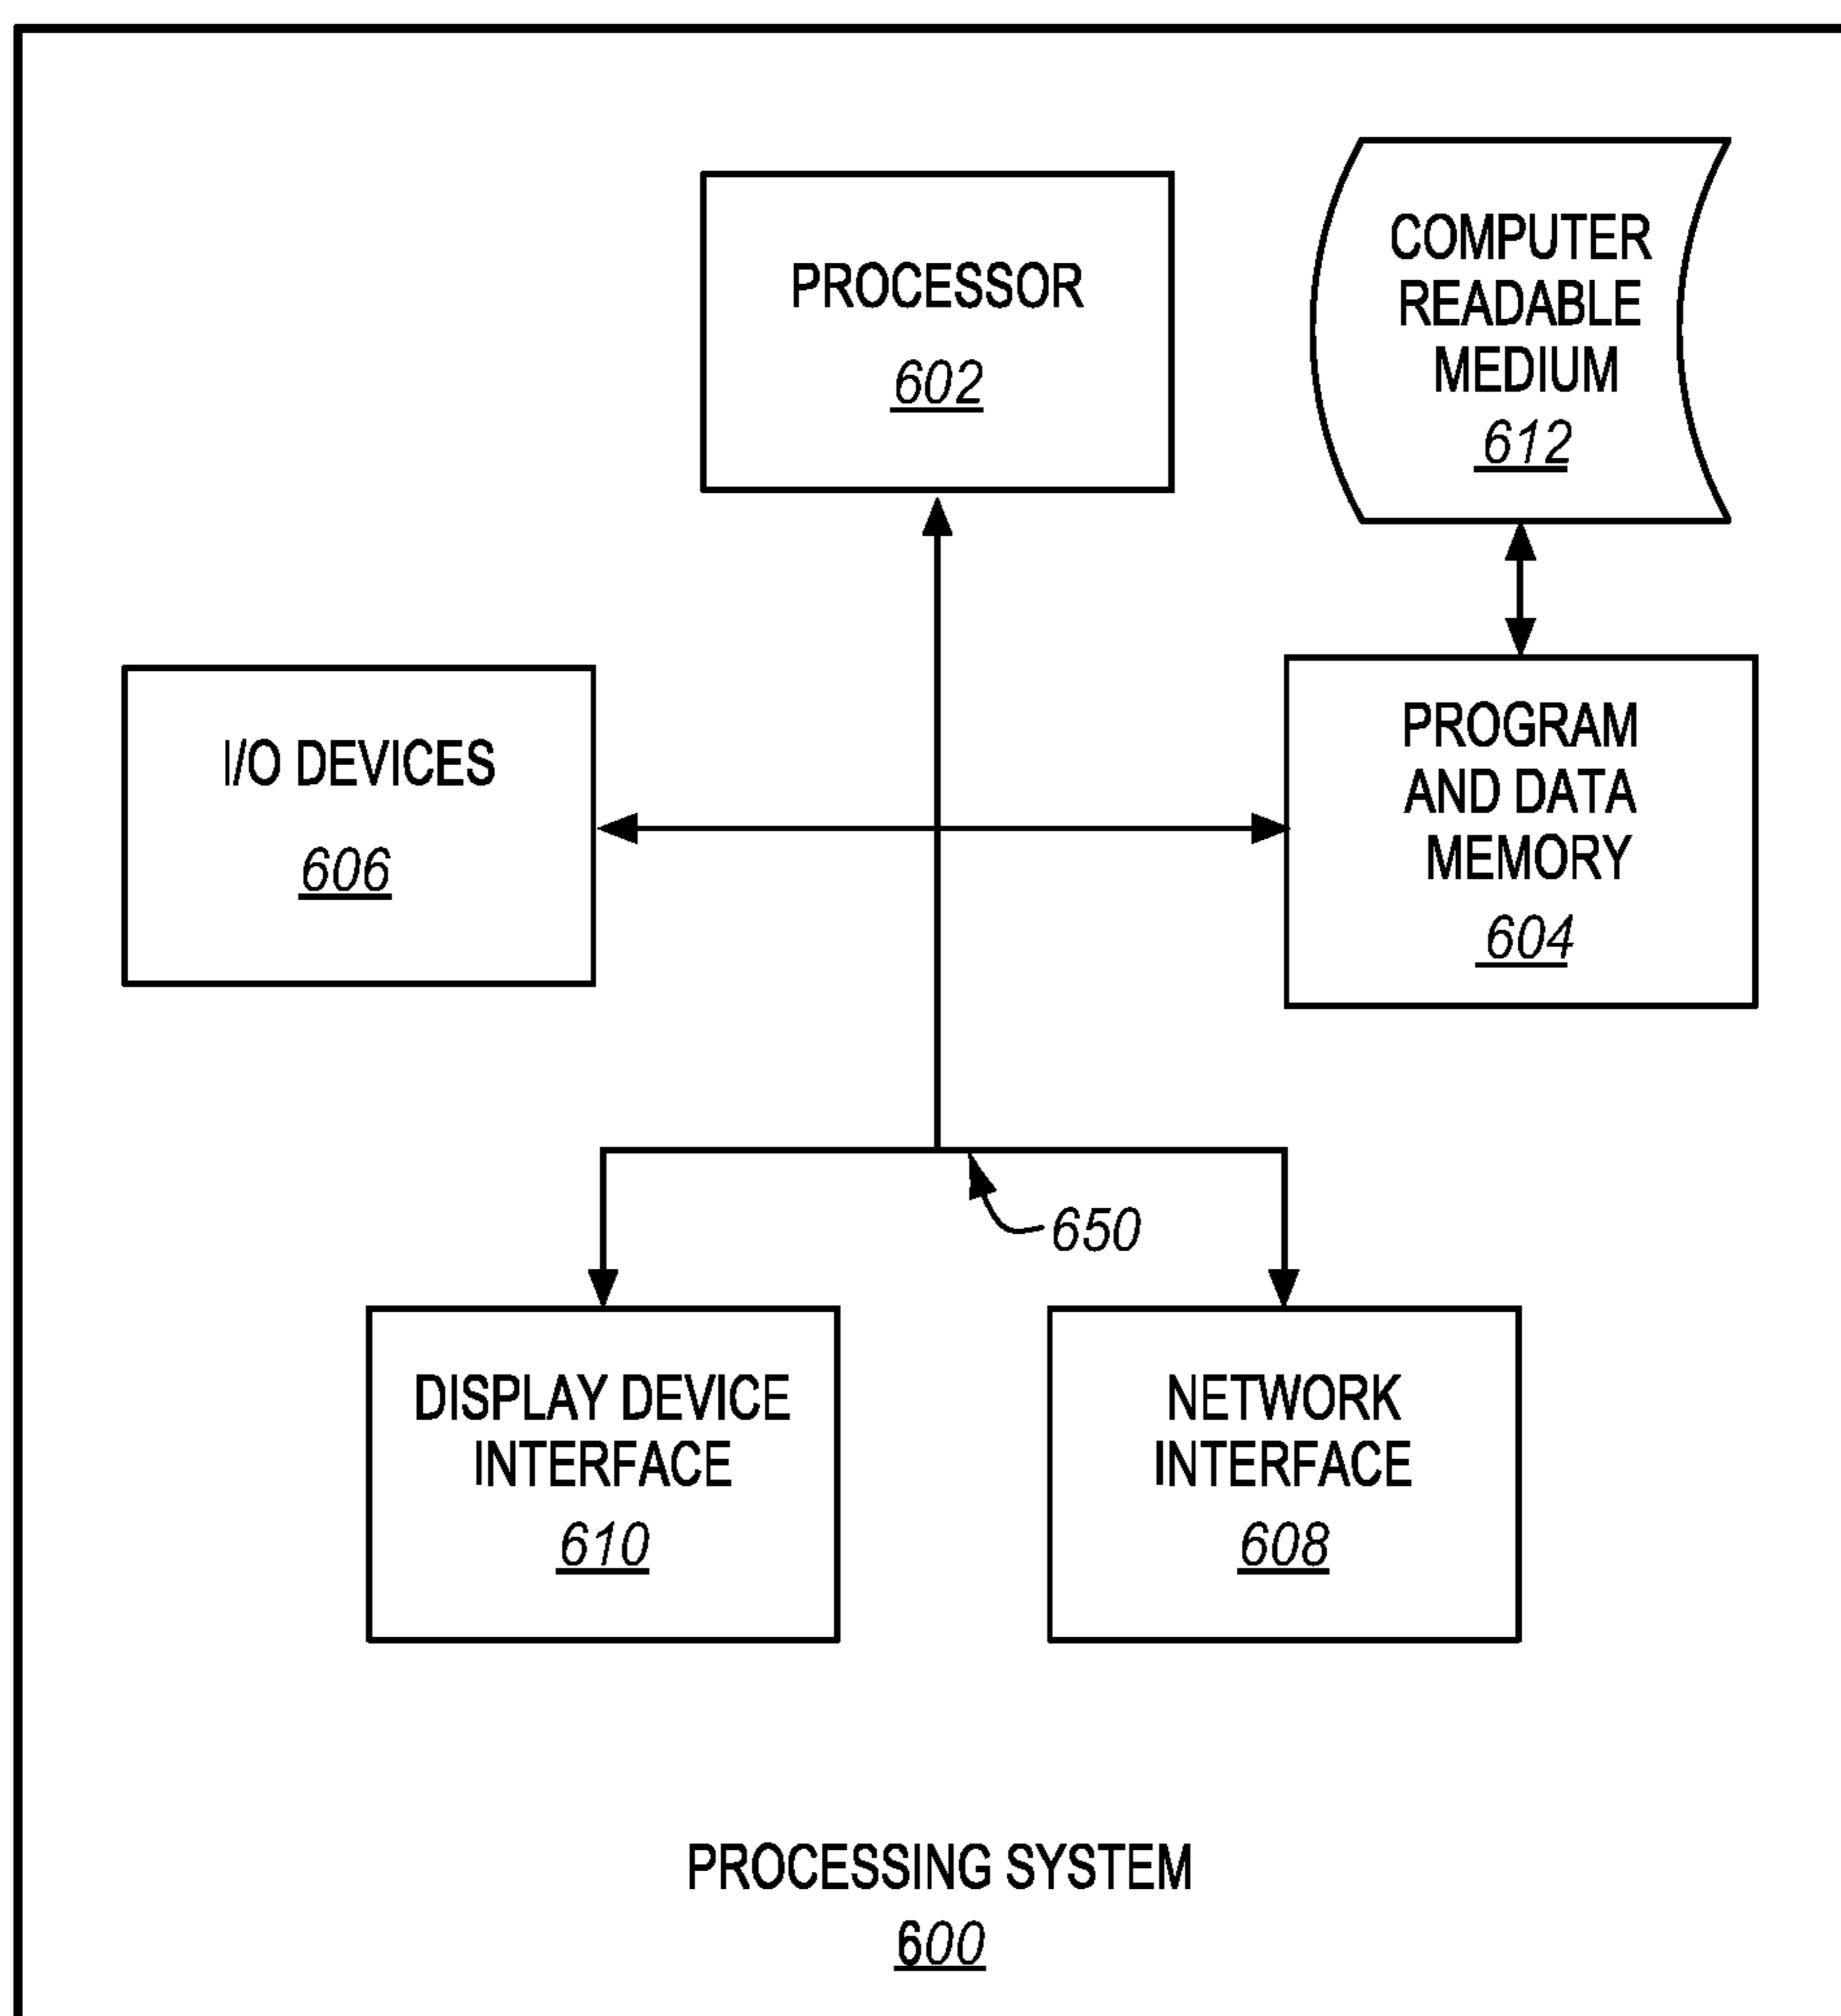 PROCESSOR
602
COMPUTER
READABLE
MEDIUM
612
I/O DEVICES
606
PROGRAM
AND DATA
MEMORY
604
650
DISPLAY DEVICE
INTERFACE
610
NETWORK
INTERFACE
608
PROCESSING SYSTEM
600